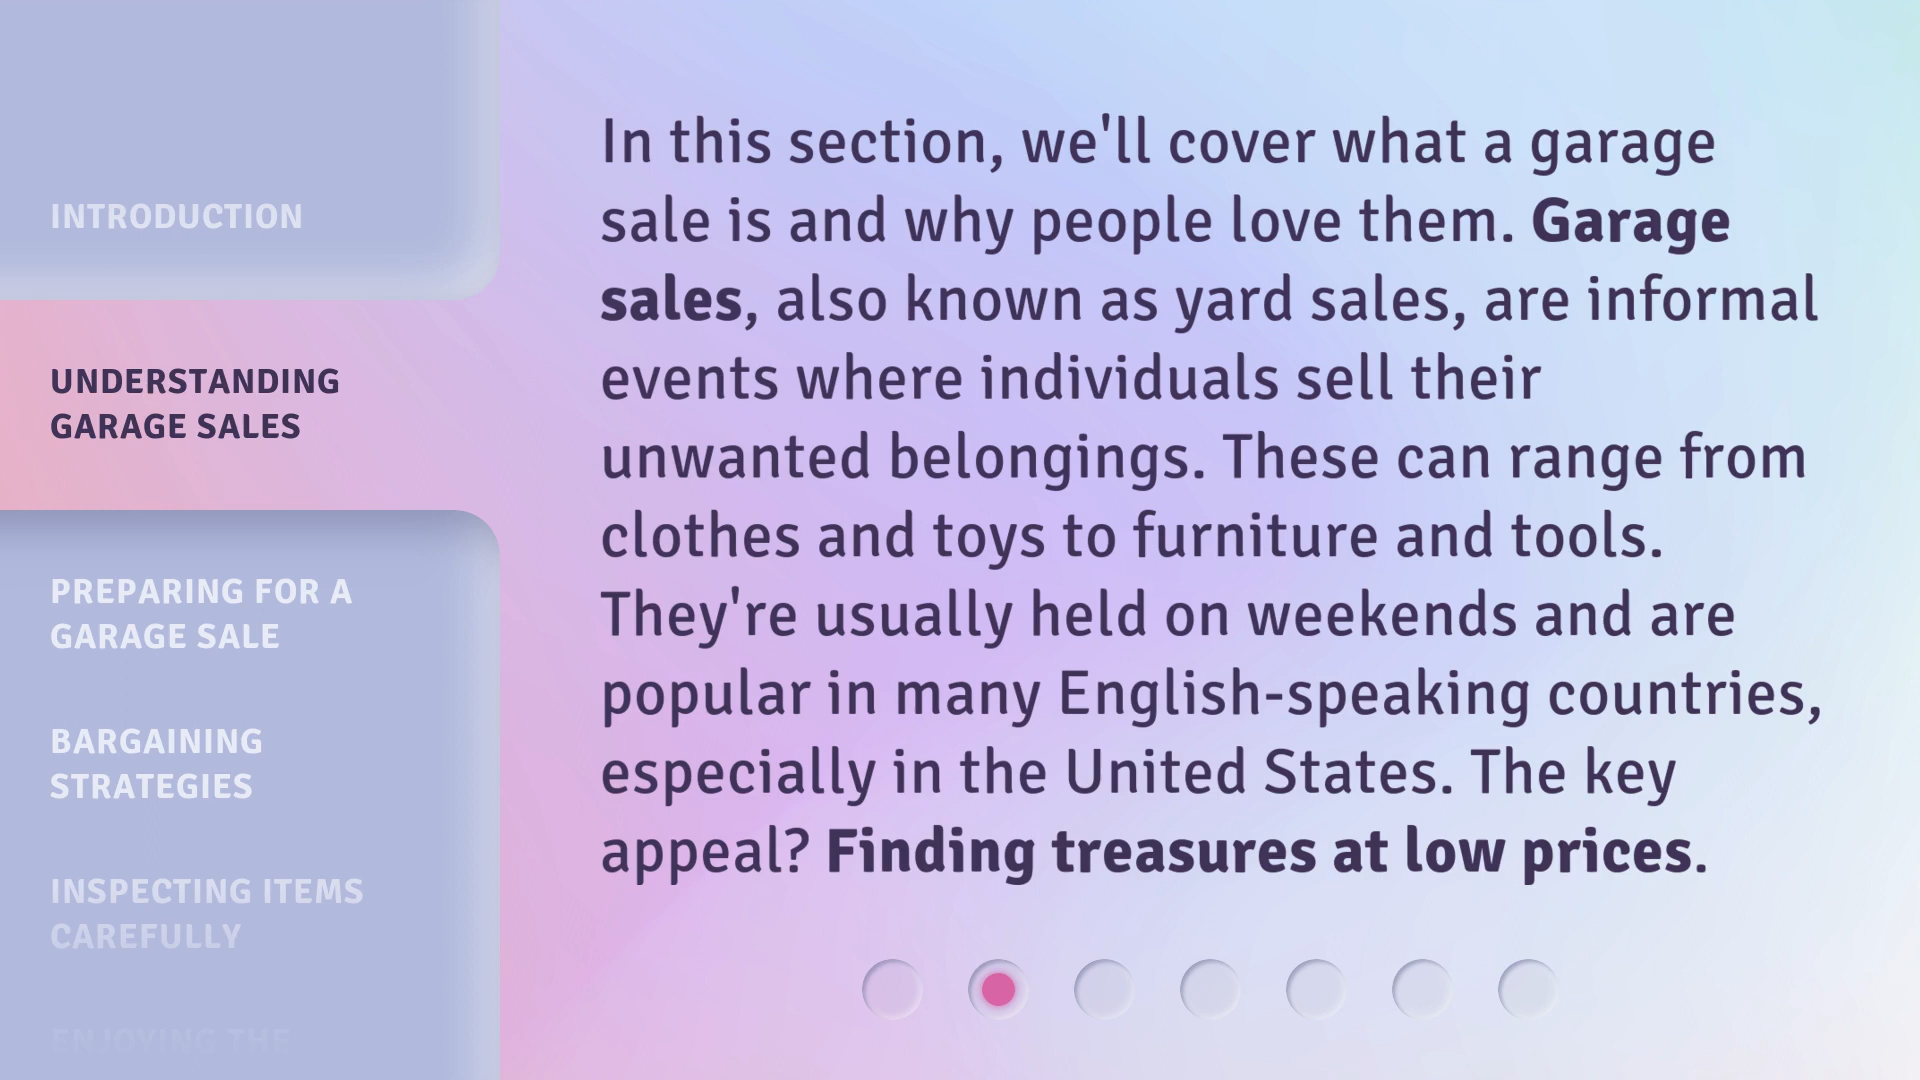 INTRODUCTION
UNDERSTANDING
GARAGE SALES
PREPARING FOR A
GARAGE SALE
BARGAINING
STRATEGIES
INSPECTING ITEMS
CAREFULLY
ENJOYING THE
In this section, we'll cover what a garage
sale is and why people love them. Garage
sales, also known as yard sales, are informal
events where individuals sell their
unwanted belongings. These can range from
clothes and toys to furniture and tools.
They're usually held on weekends and are
popular in many English-speaking countries,
especially in the United States. The key
appeal? Finding treasures at low prices.